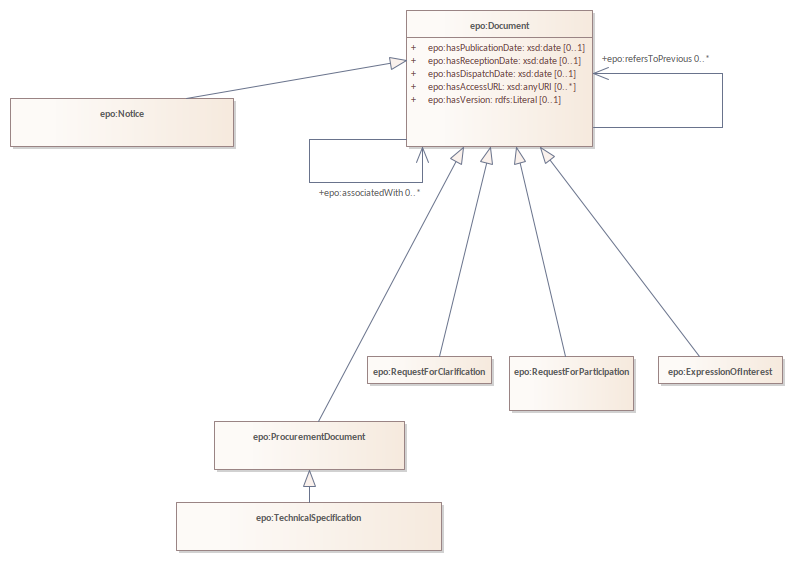 epo:Document
+ epo:hasPublicationDate: xsd:date [0..1]
+ epo:hasReceptionDate: xsd:date [0..1]
+ epo:hasDispatchDate: xsd:date [0..1]
+ epo:hasAccessURL: xsd:anyURI [0..*]
+ epo:hasVersion: rdfs:Literal [0..1]
+epo:refersToPrevious 0..*
epo:Notice
+epo:associatedWith 0..*
epo:RequestForClarification
epo:RequestForParticipation
epo:ExpressionOfInterest
epo:ProcurementDocument
epo:TechnicalSpecification